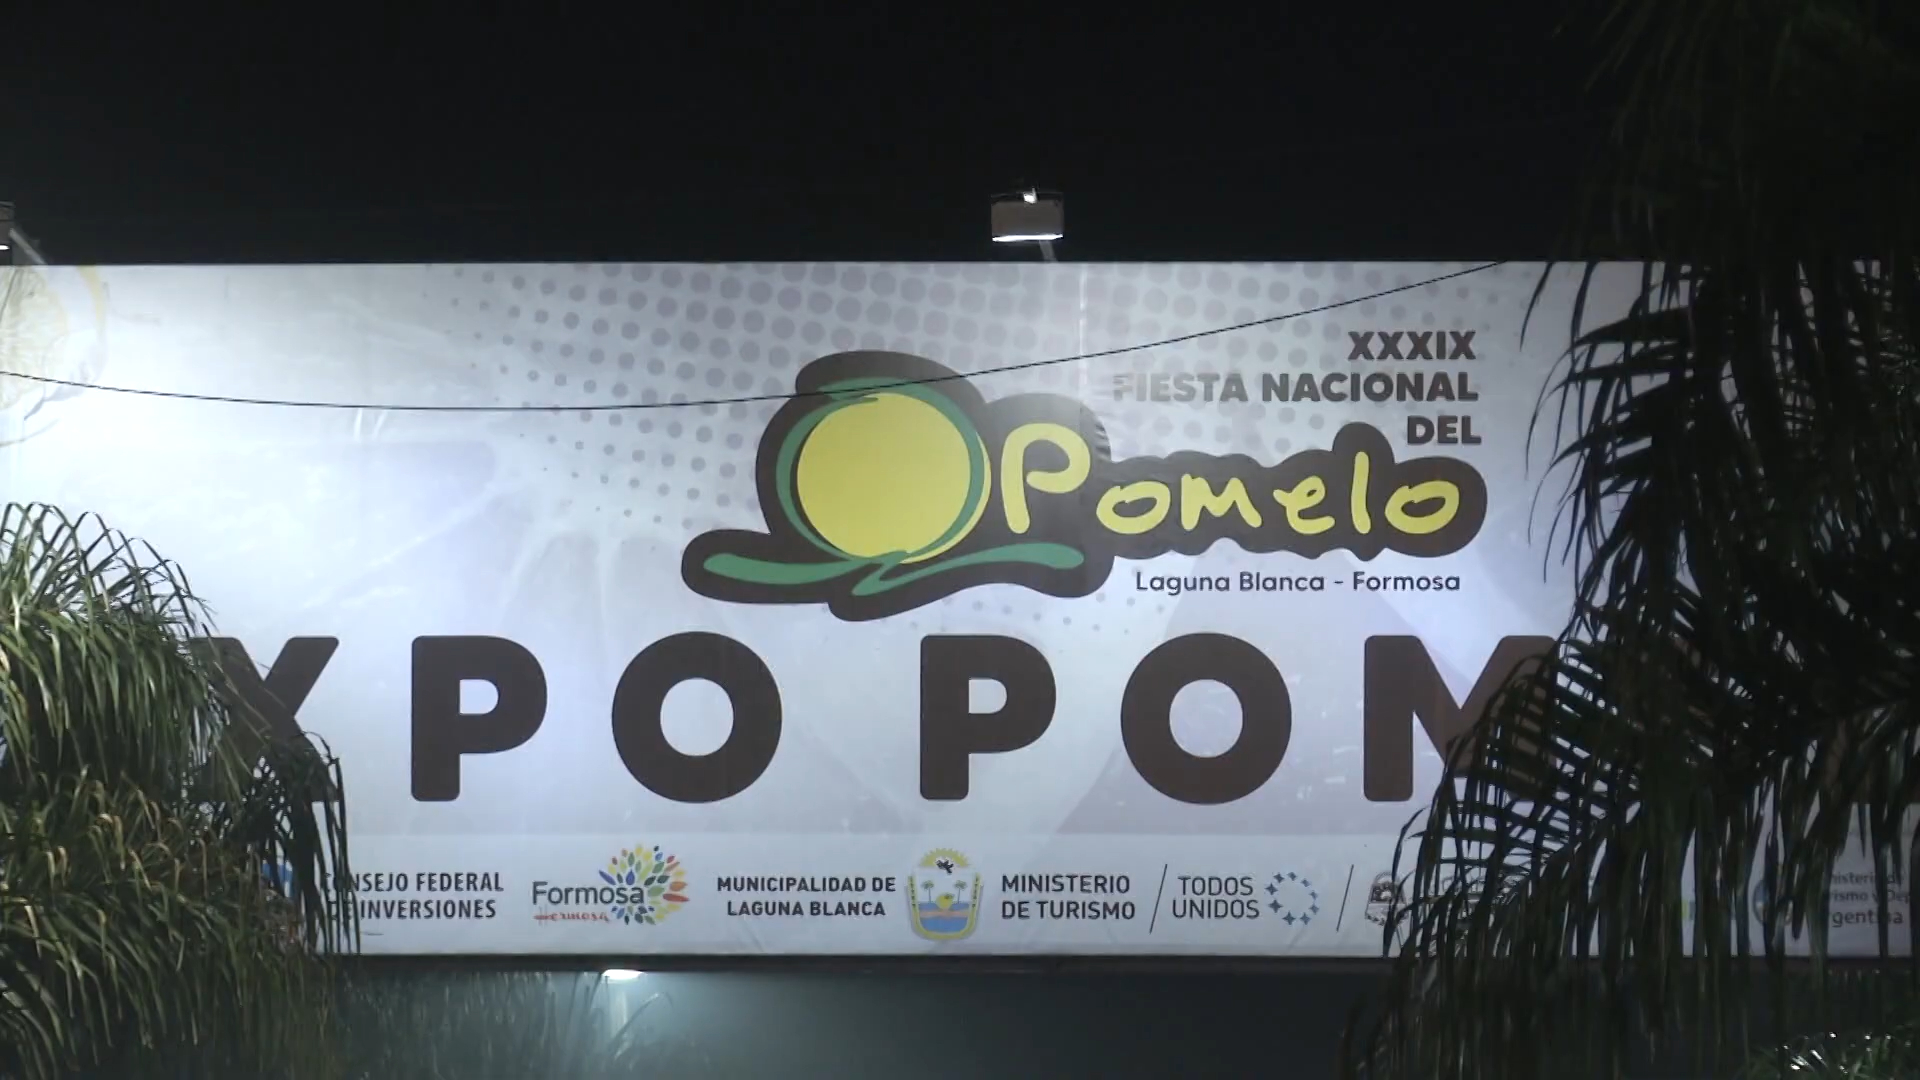 XXXIX
FIESTA NACIONAL
DEL
Pomelo
Laguna Blanca - Formosa
XPO POM
CONSEJO FEDERAL
DE INVERSIONES
Formosa
Hermosa
MUNICIPALIDAD DE
LAGUNA BLANCA
MINISTERIO
DE TURISMO
TODOS
UNIDOS
Argentina